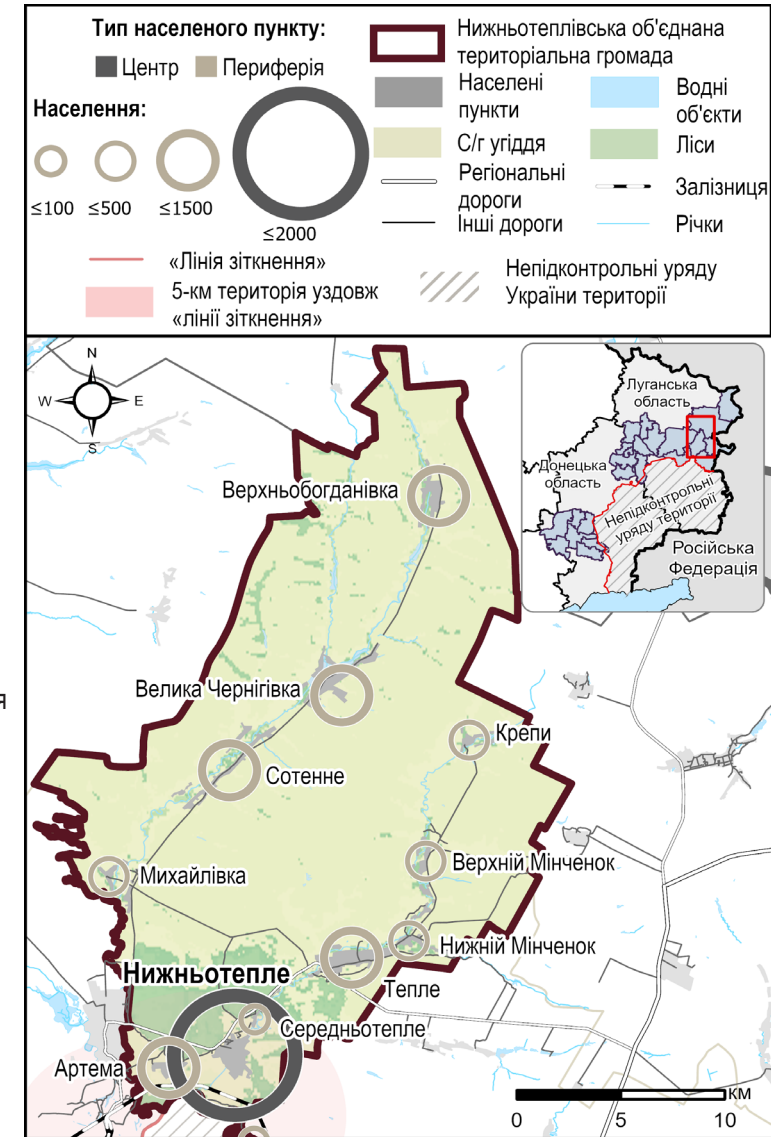 Тип населеного пункту:
Центр
Периферія
Населення:
≤100
≤500
≤1500
≤2000
Нижньотеплівська об'єднана
територіальна громада
Населені
пункти
Водні
об'єкти
С/г угіддя
Ліси
Регіональні
дороги
Залізниця
Інші дороги
Річки
«Лінія зіткнення»
5-км територія уздовж
«лінії зіткнення»
Непідконтрольні уряду
України території
N
W
E
S
Луганська
область
Донецька
область
Непідконтрольні
уряду території
Російська
Федерація
Верхньобогданівка
Велика Чернігівка
я
Крепи
Сотенне
Верхній Мінченок
Михайлівка
Нижній Мінченок
Нижньотепле
Тепле
Середньотепле
Артема
км
0
5
10